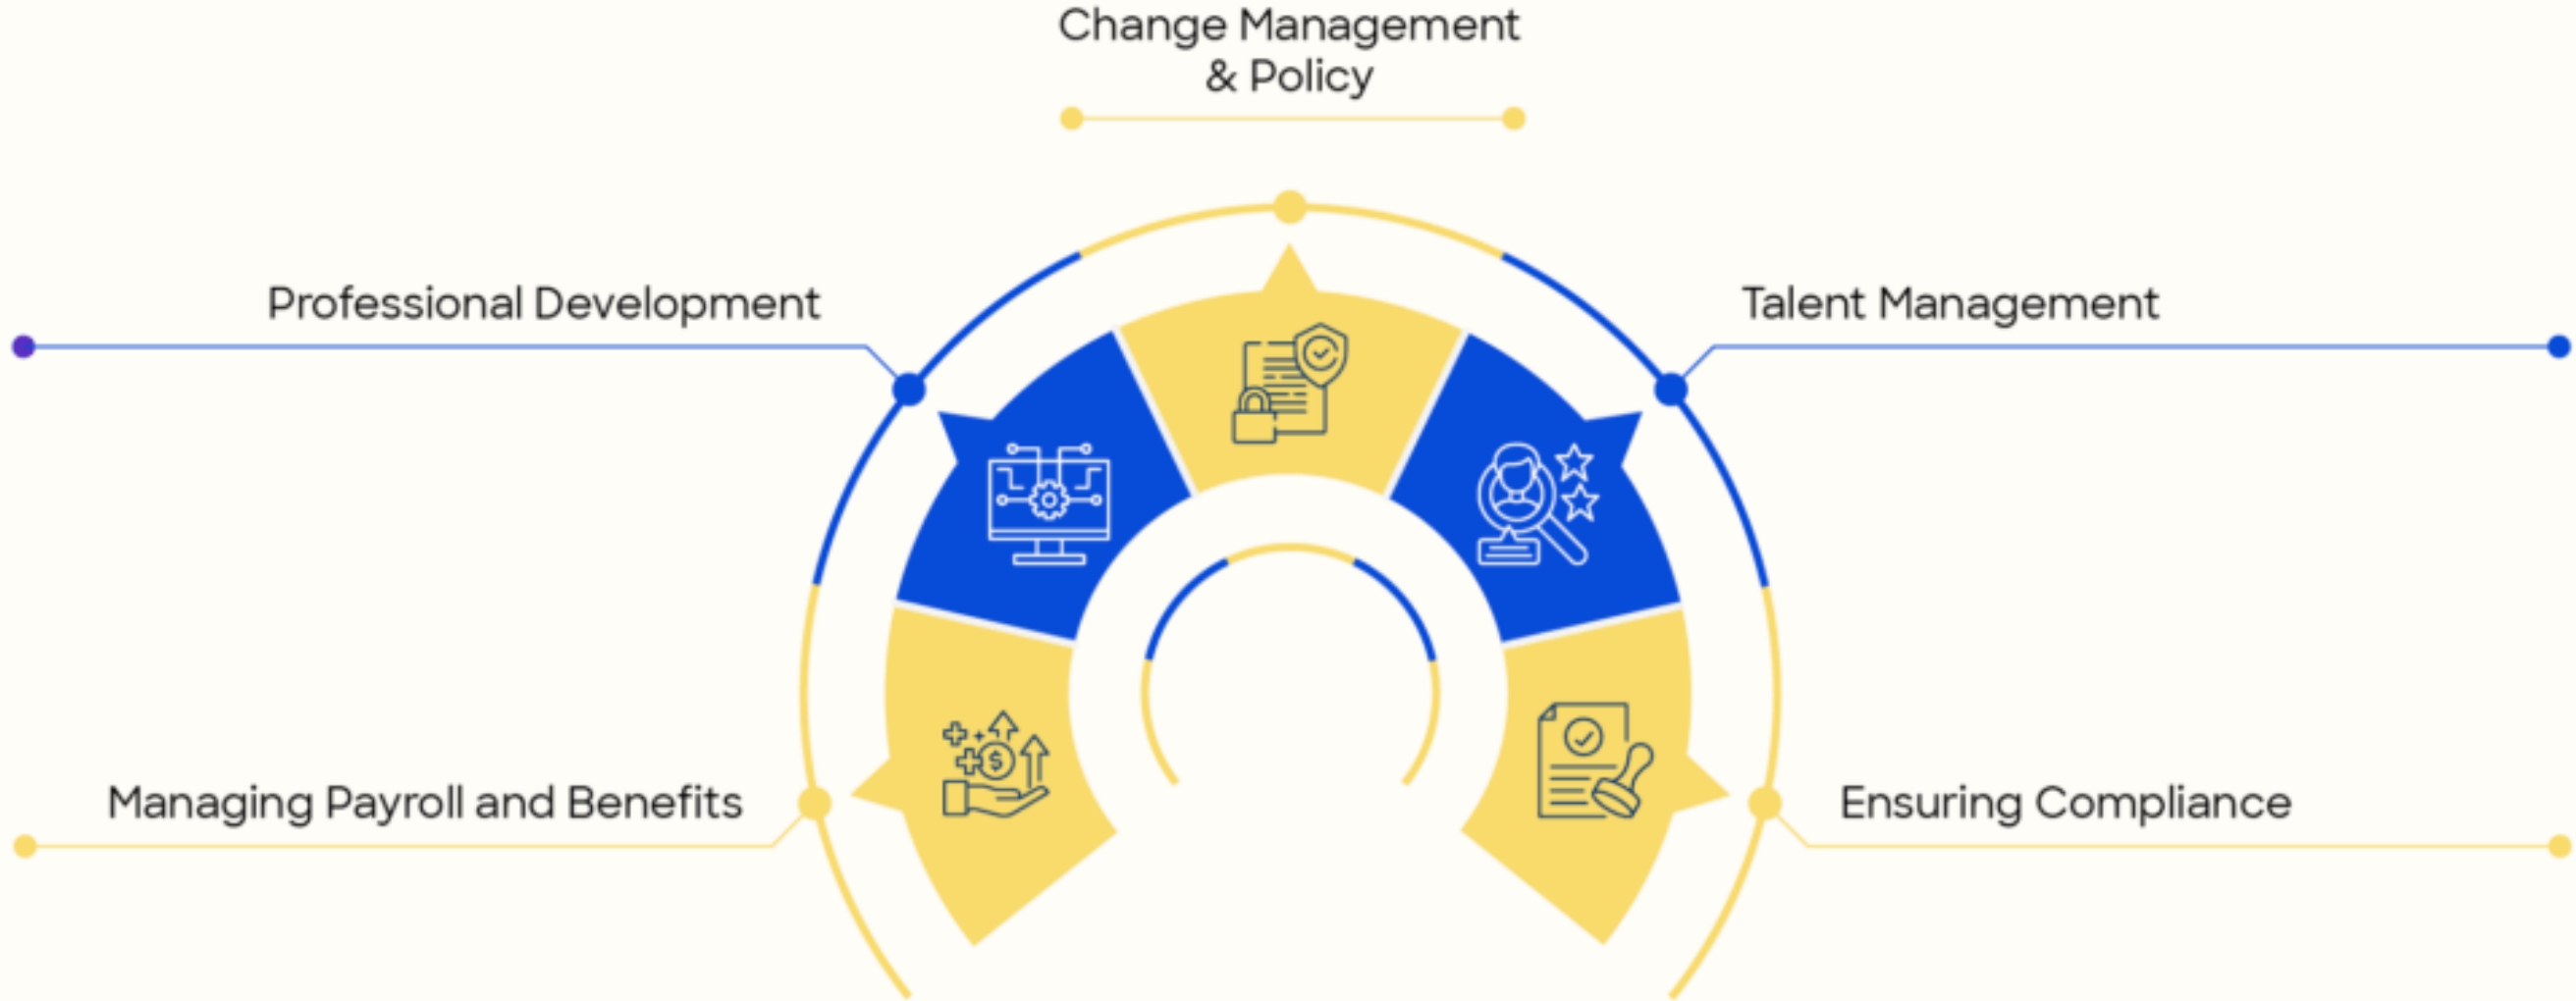 Change Management
& Policy
Professional Development
Talent Management
Managing Payroll and Benefits
Ensuring Compliance